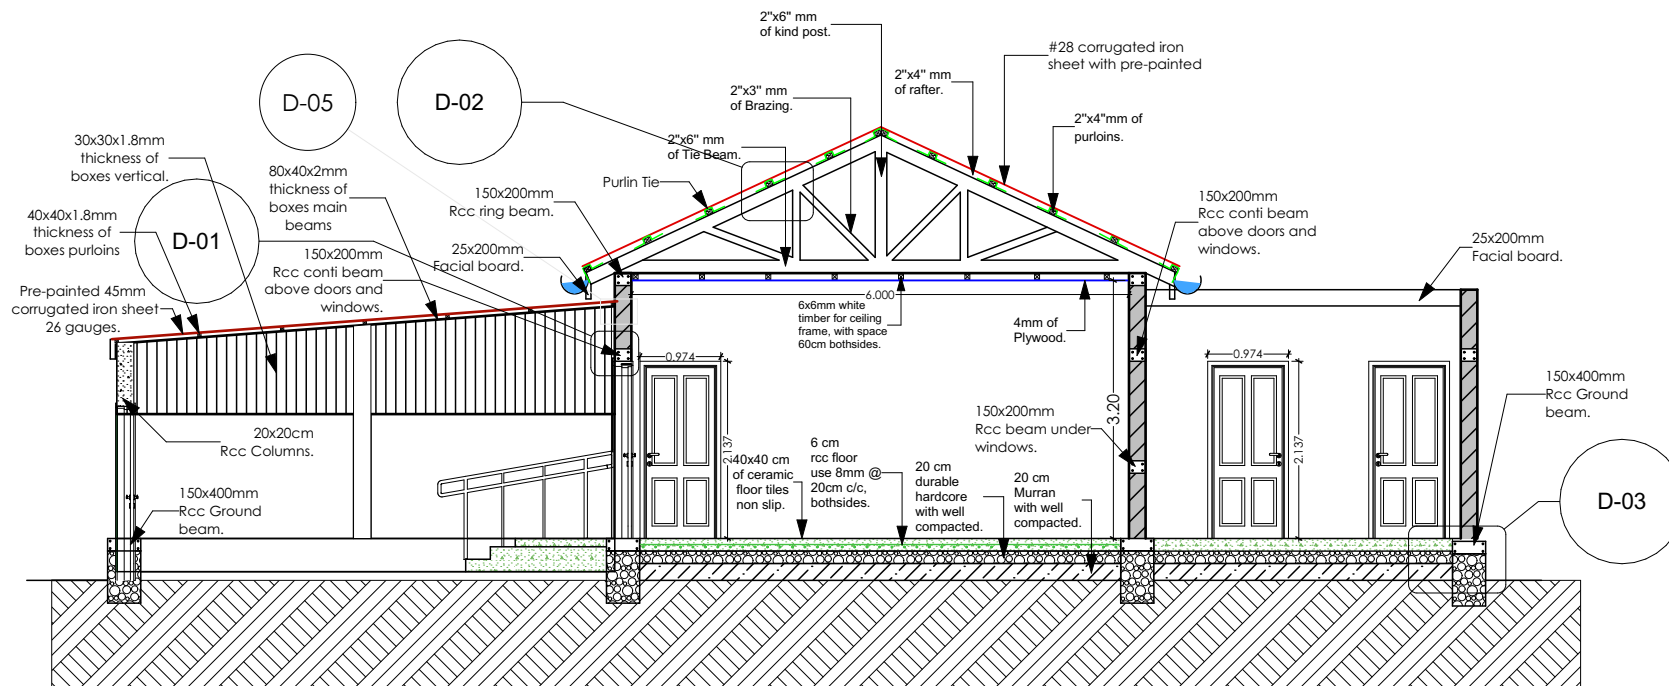 2"x6" mm
of kind post.
#28 corrugated iron
sheet with pre-painted
2"x4" mm
of rafter.
2"x3" mm
of Brazing.
D-05
D-02
2"x4"mm of
purloins.
30x30x1.8mm
thickness of
boxes vertical.
2"x6" mm
of Tie Beam.
80x40x2mm
thickness of
boxes main
beams
Purlin Tie
150x200mm
Rcc ring beam.
150x200mm
Rcc conti beam
above doors and
windows.
40x40x1.8mm
thickness of
boxes purloins
D-01
25x200mm
Facial board.
150x200mm
Rcc conti beam
above doors and
windows.
25x200mm
Facial board.
Pre-painted 45mm
corrugated iron sheet
26 gauges.
6.000
6x6mm white
timber for ceiling
frame, with space
60cm bothsides.
4mm of
Plywood.
0.974
0.974
150x400mm
Rcc Ground
beam.
3.20
150x200mm
Rcc beam under
windows.
20x20cm
Rcc Columns.
2.137
2.137
40x40 cm
of ceramic
floor tiles
non slip.
6 cm
rcc floor
use 8mm @
20cm c/c,
bothsides.
20 cm
durable
hardcore
with well
compacted.
20 cm
Murran
with well
compacted.
150x400mm
Rcc Ground
beam.
D-03